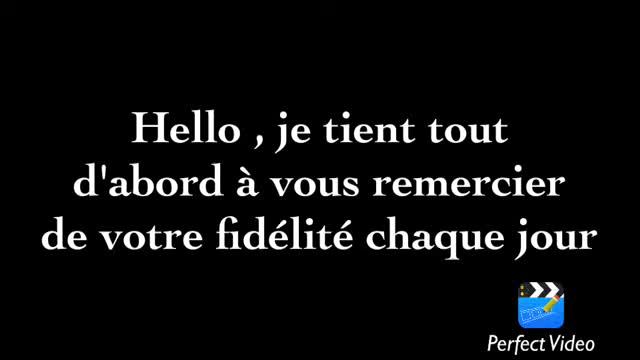 Hello , je tient tout
d'abord à vous remercier
de votre fidélité chaque jour
Perfect Video